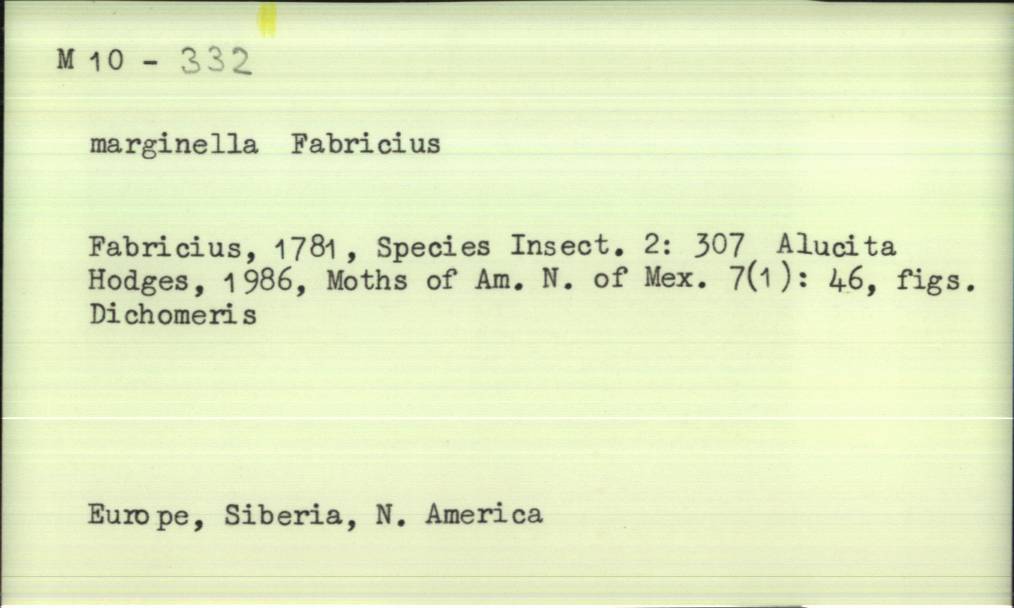 M 10 - 332
marginella Fabricius
Fabricius, 1781, Species Insect. 2: 307 Alucita
Hodges, 1986, Moths of Am. N. of Mex. 7(1): 46, figs.
Dichomeris
Europe, Siberia, N. America